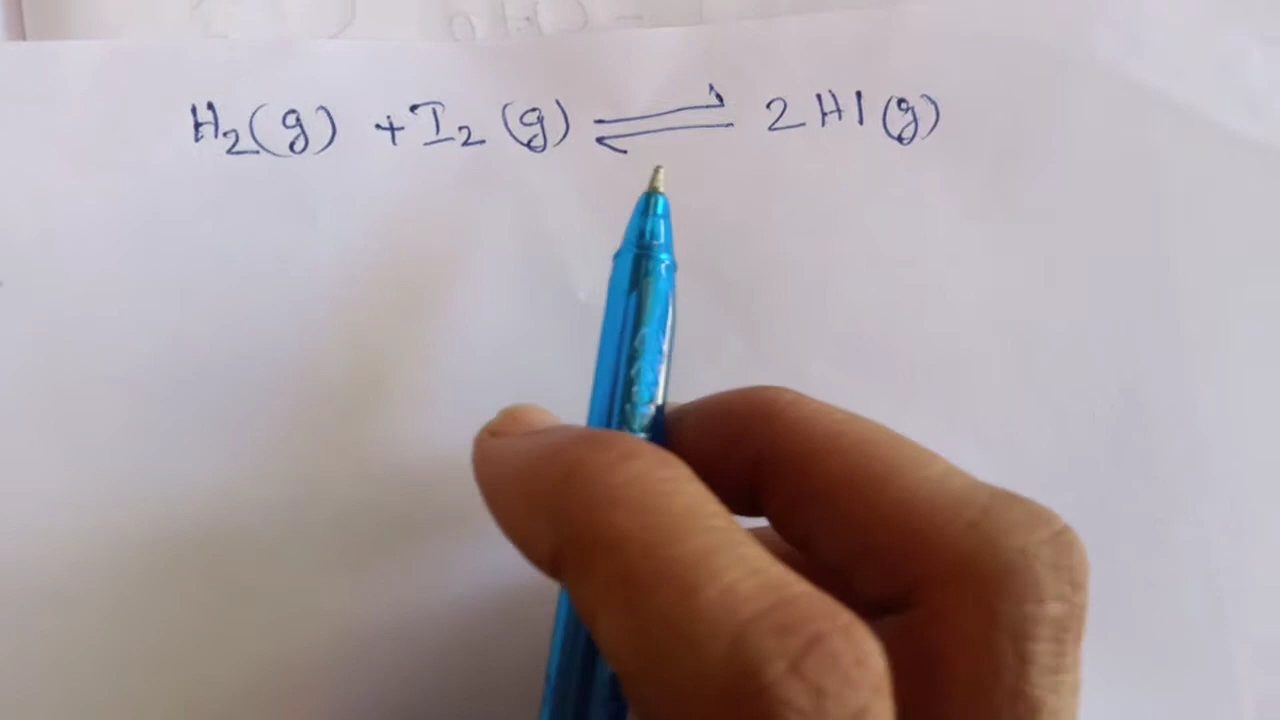 H₂(g) + I₂(g) ⇌ 2HI(g)